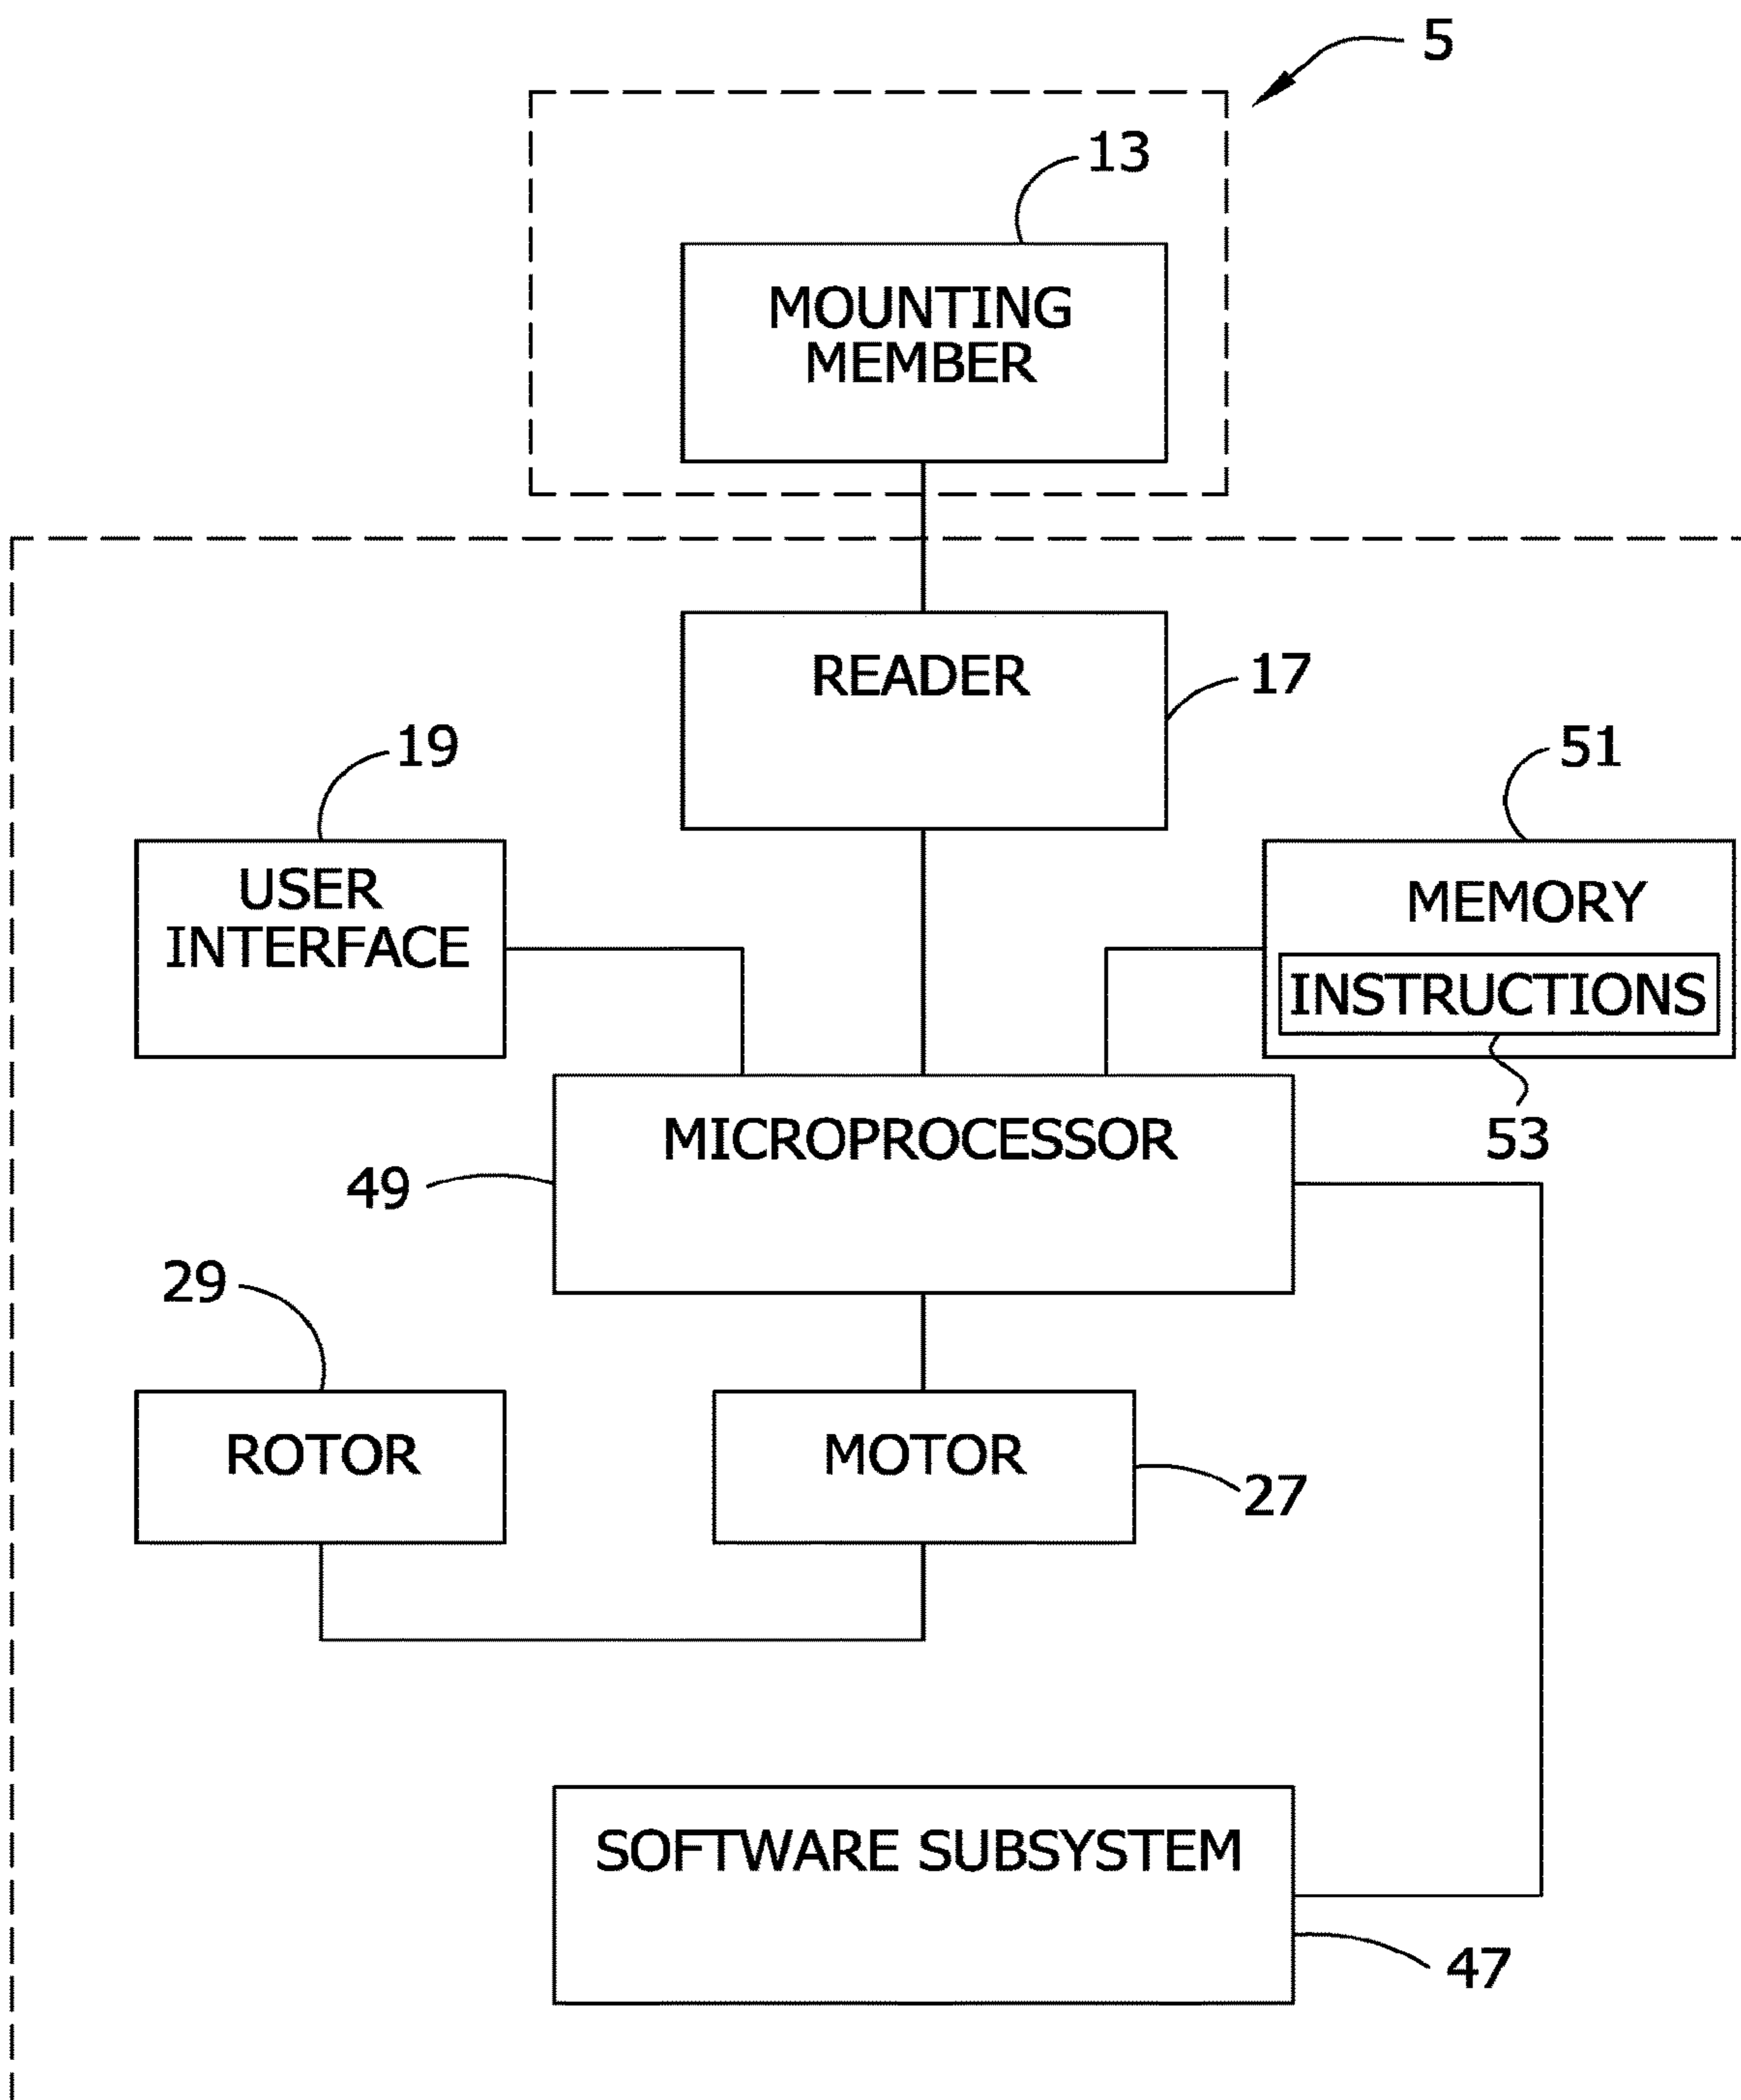 5
13
MOUNTING
MEMBER
READER
17
19
51
USER
INTERFACE
MEMORY
INSTRUCTIONS
53
MICROPROCESSOR
49
29
ROTOR
MOTOR
27
SOFTWARE SUBSYSTEM
47